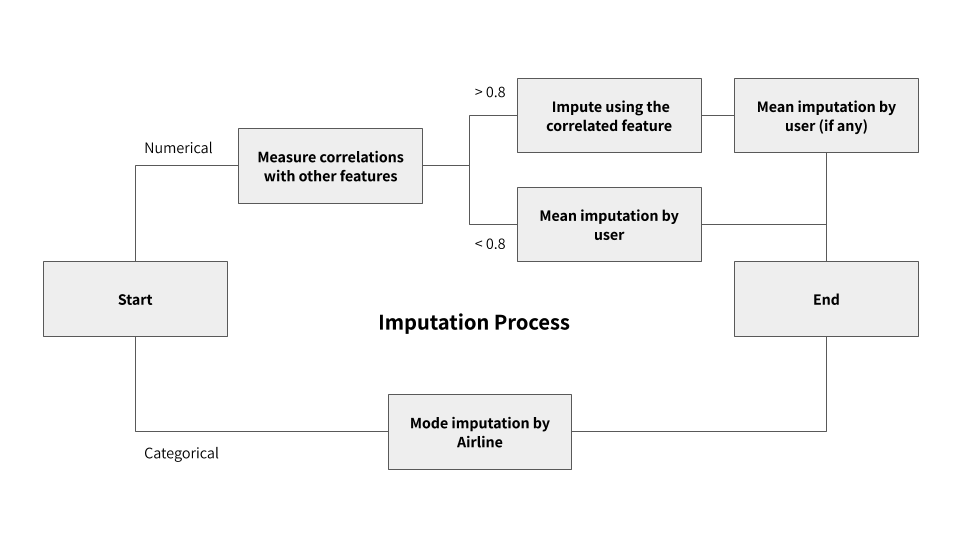 > 0.8
Impute using the
correlated feature
Mean imputation by
user (if any)
Numerical
Measure correlations
with other features
Mean imputation by
user
< 0.8
Start
End
Imputation Process
Mode imputation by
Airline
Categorical